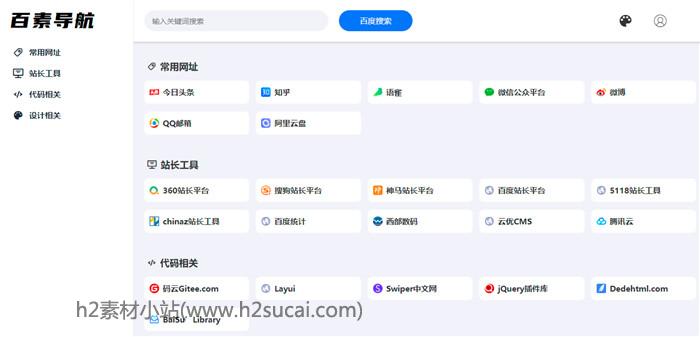 百素导航
输入关键词搜索
百度搜索
常用网址
站长工具
代码相关
设计相关
常用网址
今日头条
知乎
语雀
微信公众平台
微博
QQ邮箱
阿里云盘
站长工具
360站长平台
搜狗站长平台
神马站长平台
百度站长平台
5118站长工具
chinaz站长工具
百度统计
西部数码
云优CMS
腾讯云
代码相关
码云Gitee.com
Layui
Swiper中文网
jQuery插件库
Dedehtml.com
h2素材小站(www.h2sucai.com)
BaiSu Library